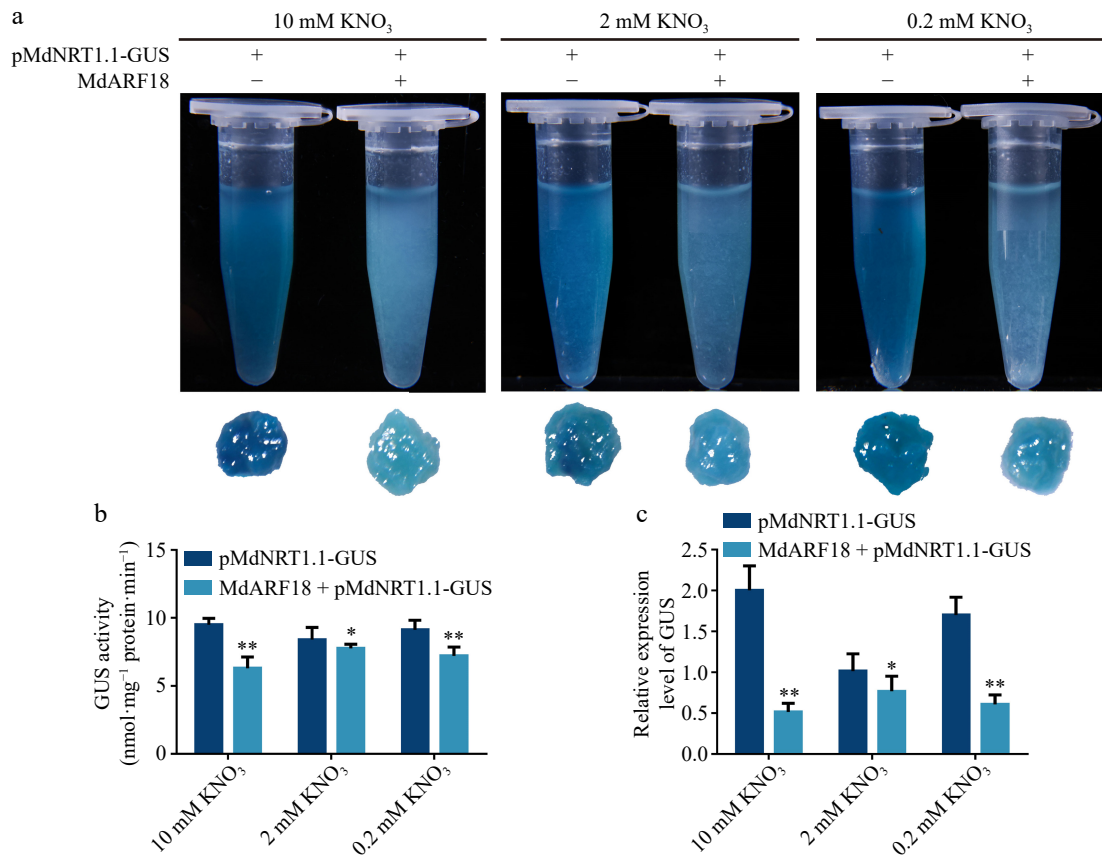 a
10 mM KNO₃ 2 mM KNO₃ 0.2 mM KNO₃
pMdNRT1.1-GUS + + + + + +
MdARF18 − + − + − +
b
pMdNRT1.1-GUS
MdARF18 + pMdNRT1.1-GUS
GUS activity
(nmol·mg⁻¹ protein·min⁻¹)
15
10
5
0
** * **
10 mM KNO₃
2 mM KNO₃
0.2 mM KNO₃
c
pMdNRT1.1-GUS
MdARF18 + pMdNRT1.1-GUS
Relative expression
level of GUS
2.5
2.0
1.5
1.0
0.5
0.0
** * **
10 mM KNO₃
2 mM KNO₃
0.2 mM KNO₃